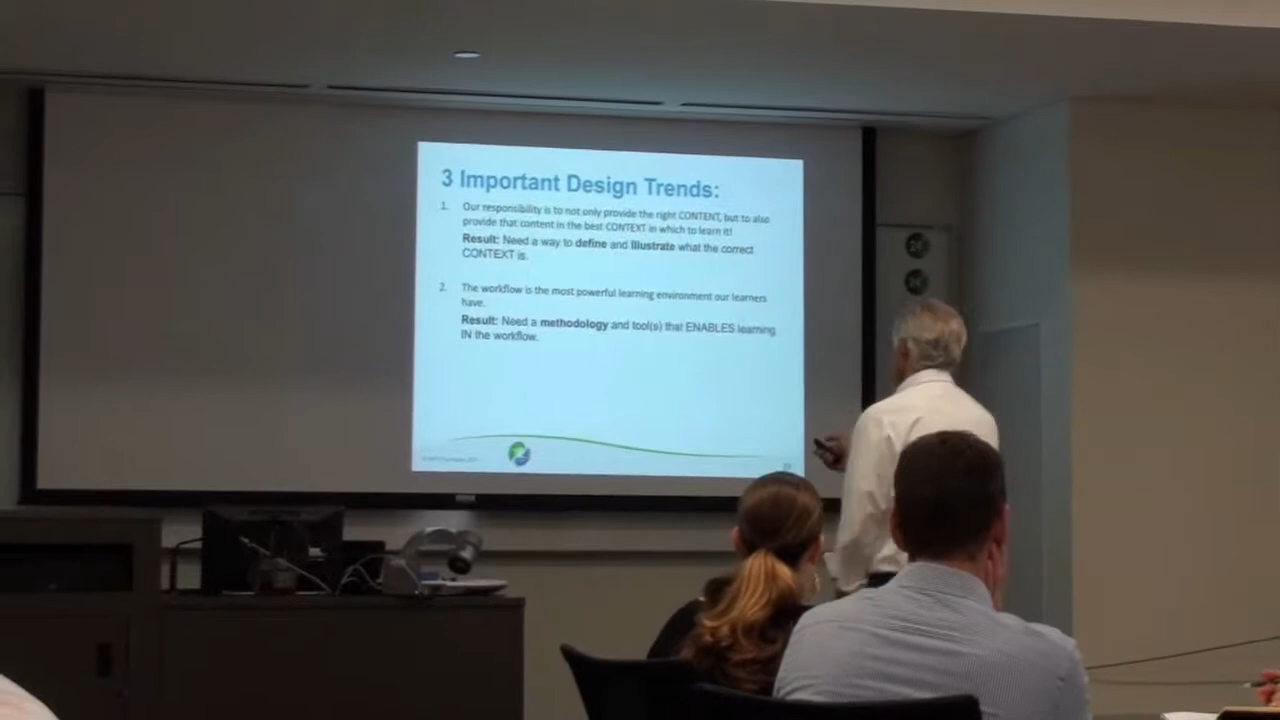 3 Important Design Trends:
1. Our responsibility is to not only provide the right CONTENT, but to also
provide that content in the best CONTEXT in which to learn it!
Result: Need a way to define and illustrate what the correct
CONTEXT is.
2. The workflow is the most powerful learning environment our learners
have.
Result: Need a methodology and tool(s) that ENABLES learning
IN the workflow.